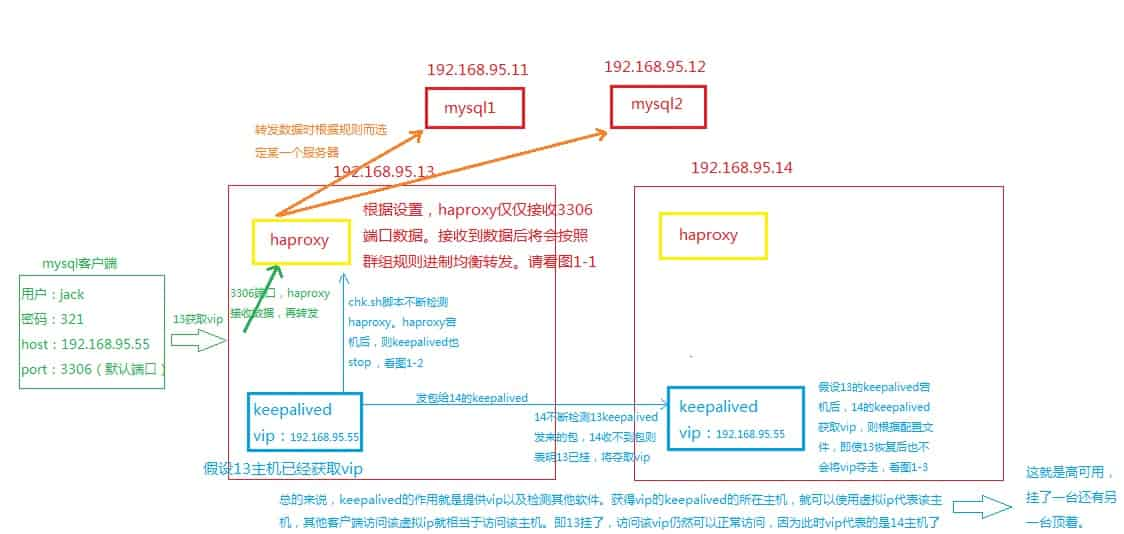 192.168.95.11
192.168.95.12
mysql1
mysql2
转发数据时根据规则而选
定某一个服务器
192.168.95.13
192.168.95.14
根据设置，haproxy仅仅接收3306
端口数据。接收到数据后将会按照
群组规则进制均衡转发。请看图1-1
haproxy
haproxy
mysql客户端
用户：jack
密码：321
host：192.168.95.55
port：3306（默认端口）
13获取vip
3306端口，haproxy
接收数据，再转发
chk.sh脚本不断检测
haproxy。haproxy宕
机后，则keepalived也
stop，看图1-2
keepalived
vip：192.168.95.55
假设13主机已经获取vip
发包给14的keepalived
14不断检测13keepalived
发来的包，14收不到包则
表明13已挂，将夺取vip
keepalived
vip：192.168.95.55
假设13的keepalived宕
机后，14的keepalived
获取vip，则根据配置文
件，即使13恢复后也不
会将vip夺走，看图1-3
总的来说，keepalived的作用就是提供vip以及检测其他软件。获得vip的keepalived的所在主机，就可以使用虚拟ip代表该主
机，其他客户端访问该虚拟ip就相当于访问该主机。即13挂了，访问该vip仍然可以正常访问，因为此时vip代表的是14主机了
这就是高可用，
挂了一台还有另
一台顶着。